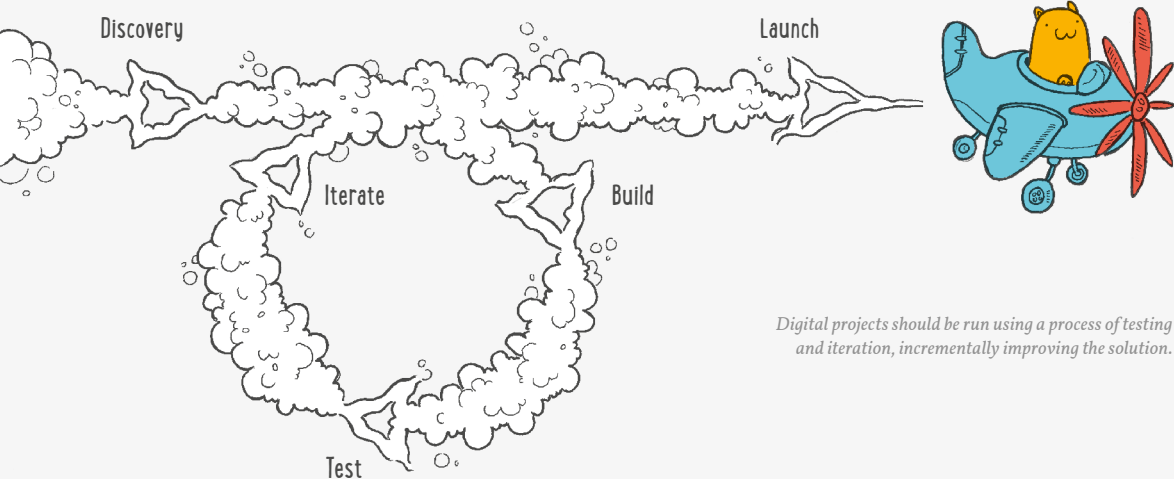 Discovery
Launch
Iterate
Build
Digital projects should be run using a process of testing
and iteration, incrementally improving the solution.
Test